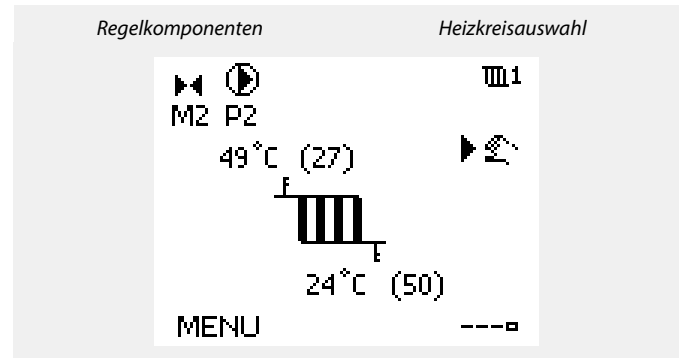 Regelkomponenten Heizkreisauswahl
1
M2 P2
49°C (27)
24°C (50)
MENU ---